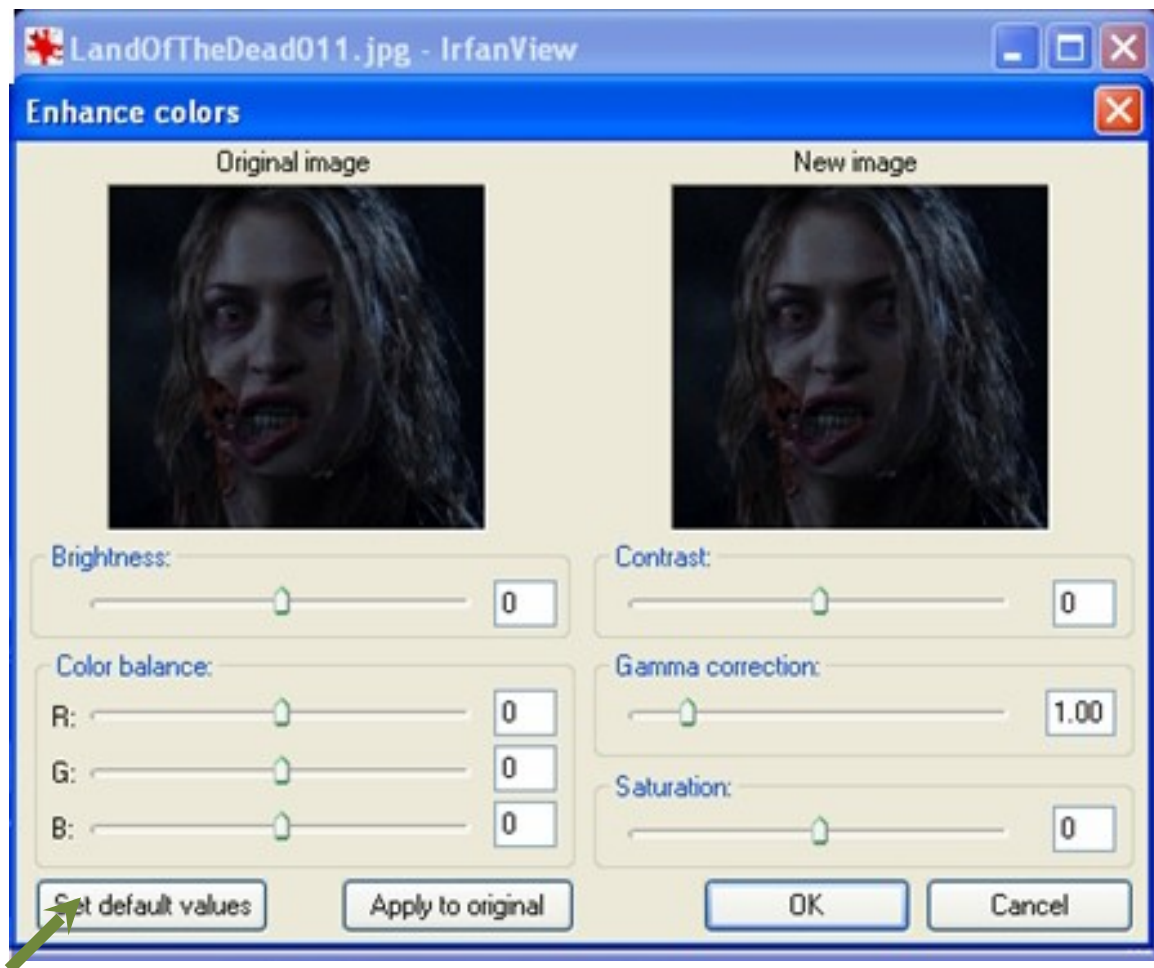 LandOfTheDead011.jpg - IrfanView
Enhance colors
Original image
New image
Brightness:
0
Contrast:
0
Color balance:
R:
0
G:
0
B:
0
Gamma correction:
1.00
Saturation:
0
Set default values
Apply to original
OK
Cancel